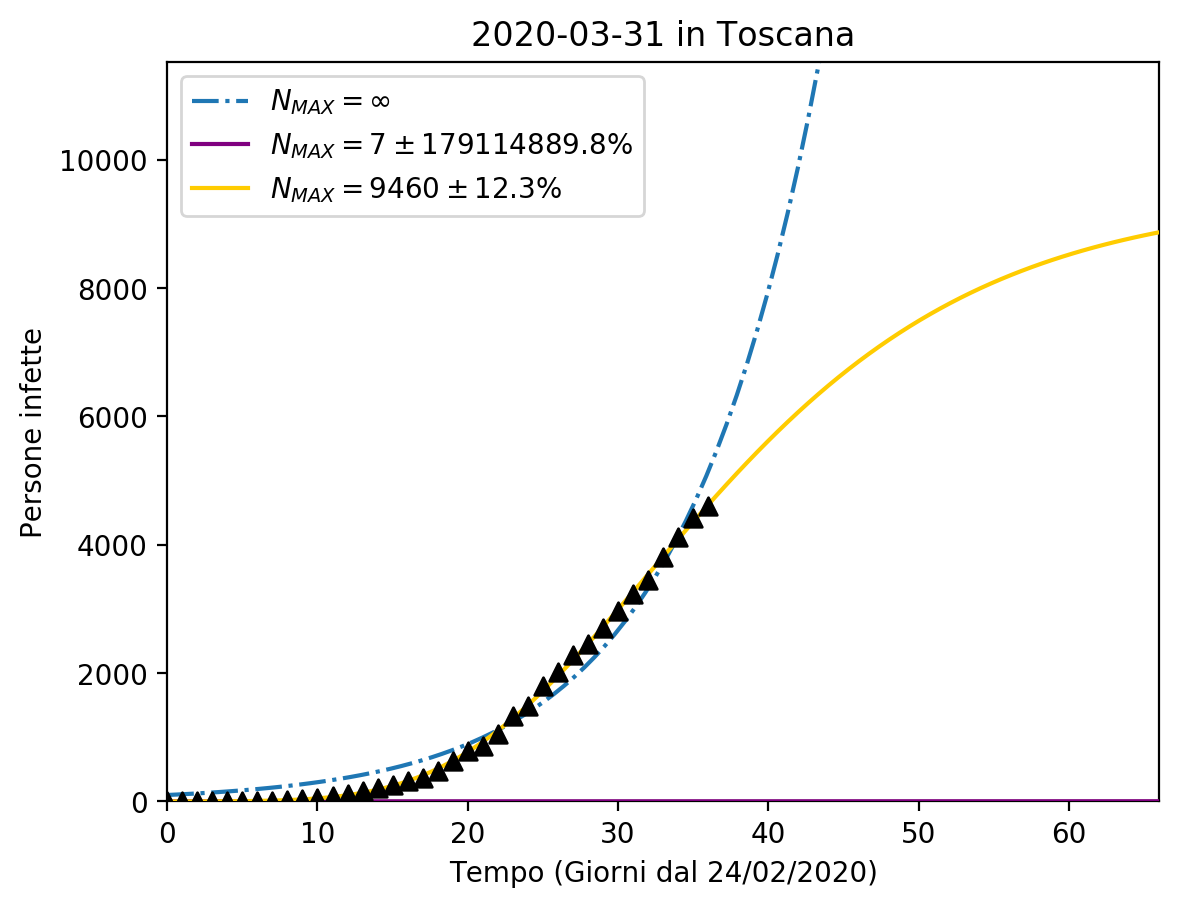 2020-03-31 in Toscana
N_MAX = ∞
N_MAX = 7 ± 179114889.8%
N_MAX = 9460 ± 12.3%
10000
8000
6000
4000
2000
0
Persone infette
0 10 20 30 40 50 60
Tempo (Giorni dal 24/02/2020)